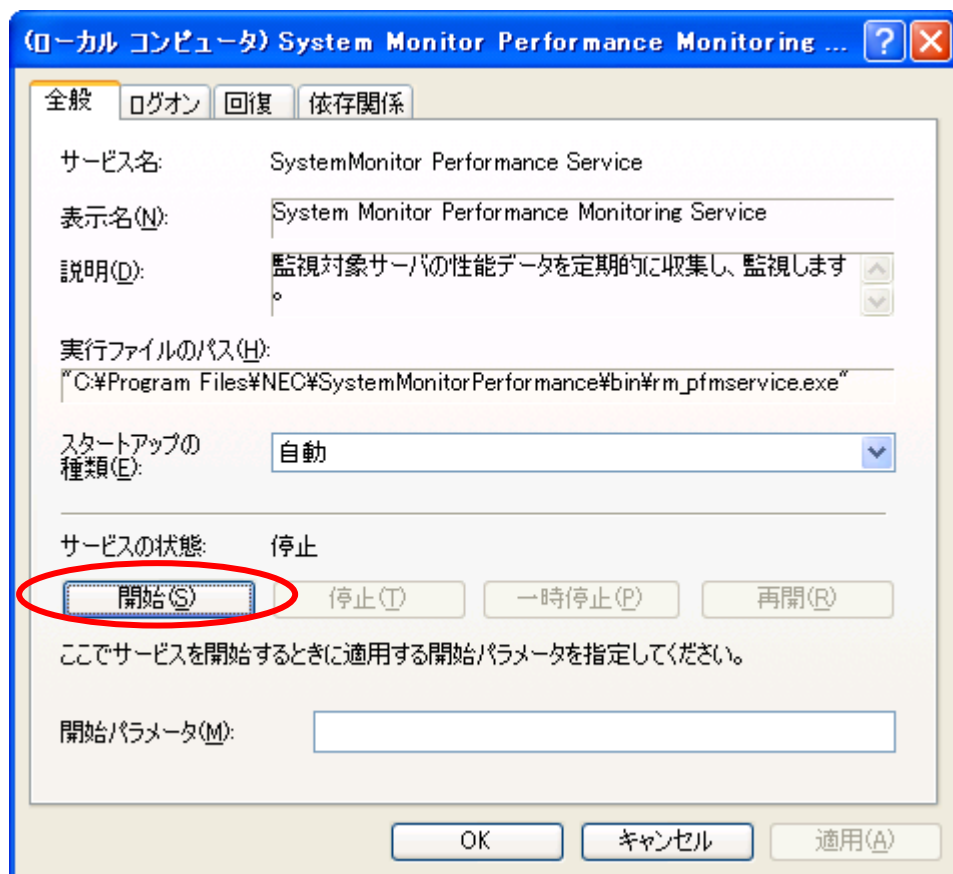 (ローカル コンピュータ) System Monitor Performance Monitoring ...
全般 ログオン 回復 依存関係
サービス名: SystemMonitor Performance Service
表示名(N): System Monitor Performance Monitoring Service
説明(D): 監視対象サーバの性能データを定期的に収集し、監視します
。
実行ファイルのパス(H):
"C:¥Program Files¥NEC¥SystemMonitorPerformance¥bin¥rm_pfmservice.exe"
スタートアップの
種類(E): 自動
サービスの状態: 停止
開始(S) 停止(T) 一時停止(P) 再開(R)
ここでサービスを開始するときに適用する開始パラメータを指定してください。
開始パラメータ(M):
OK キャンセル 適用(A)